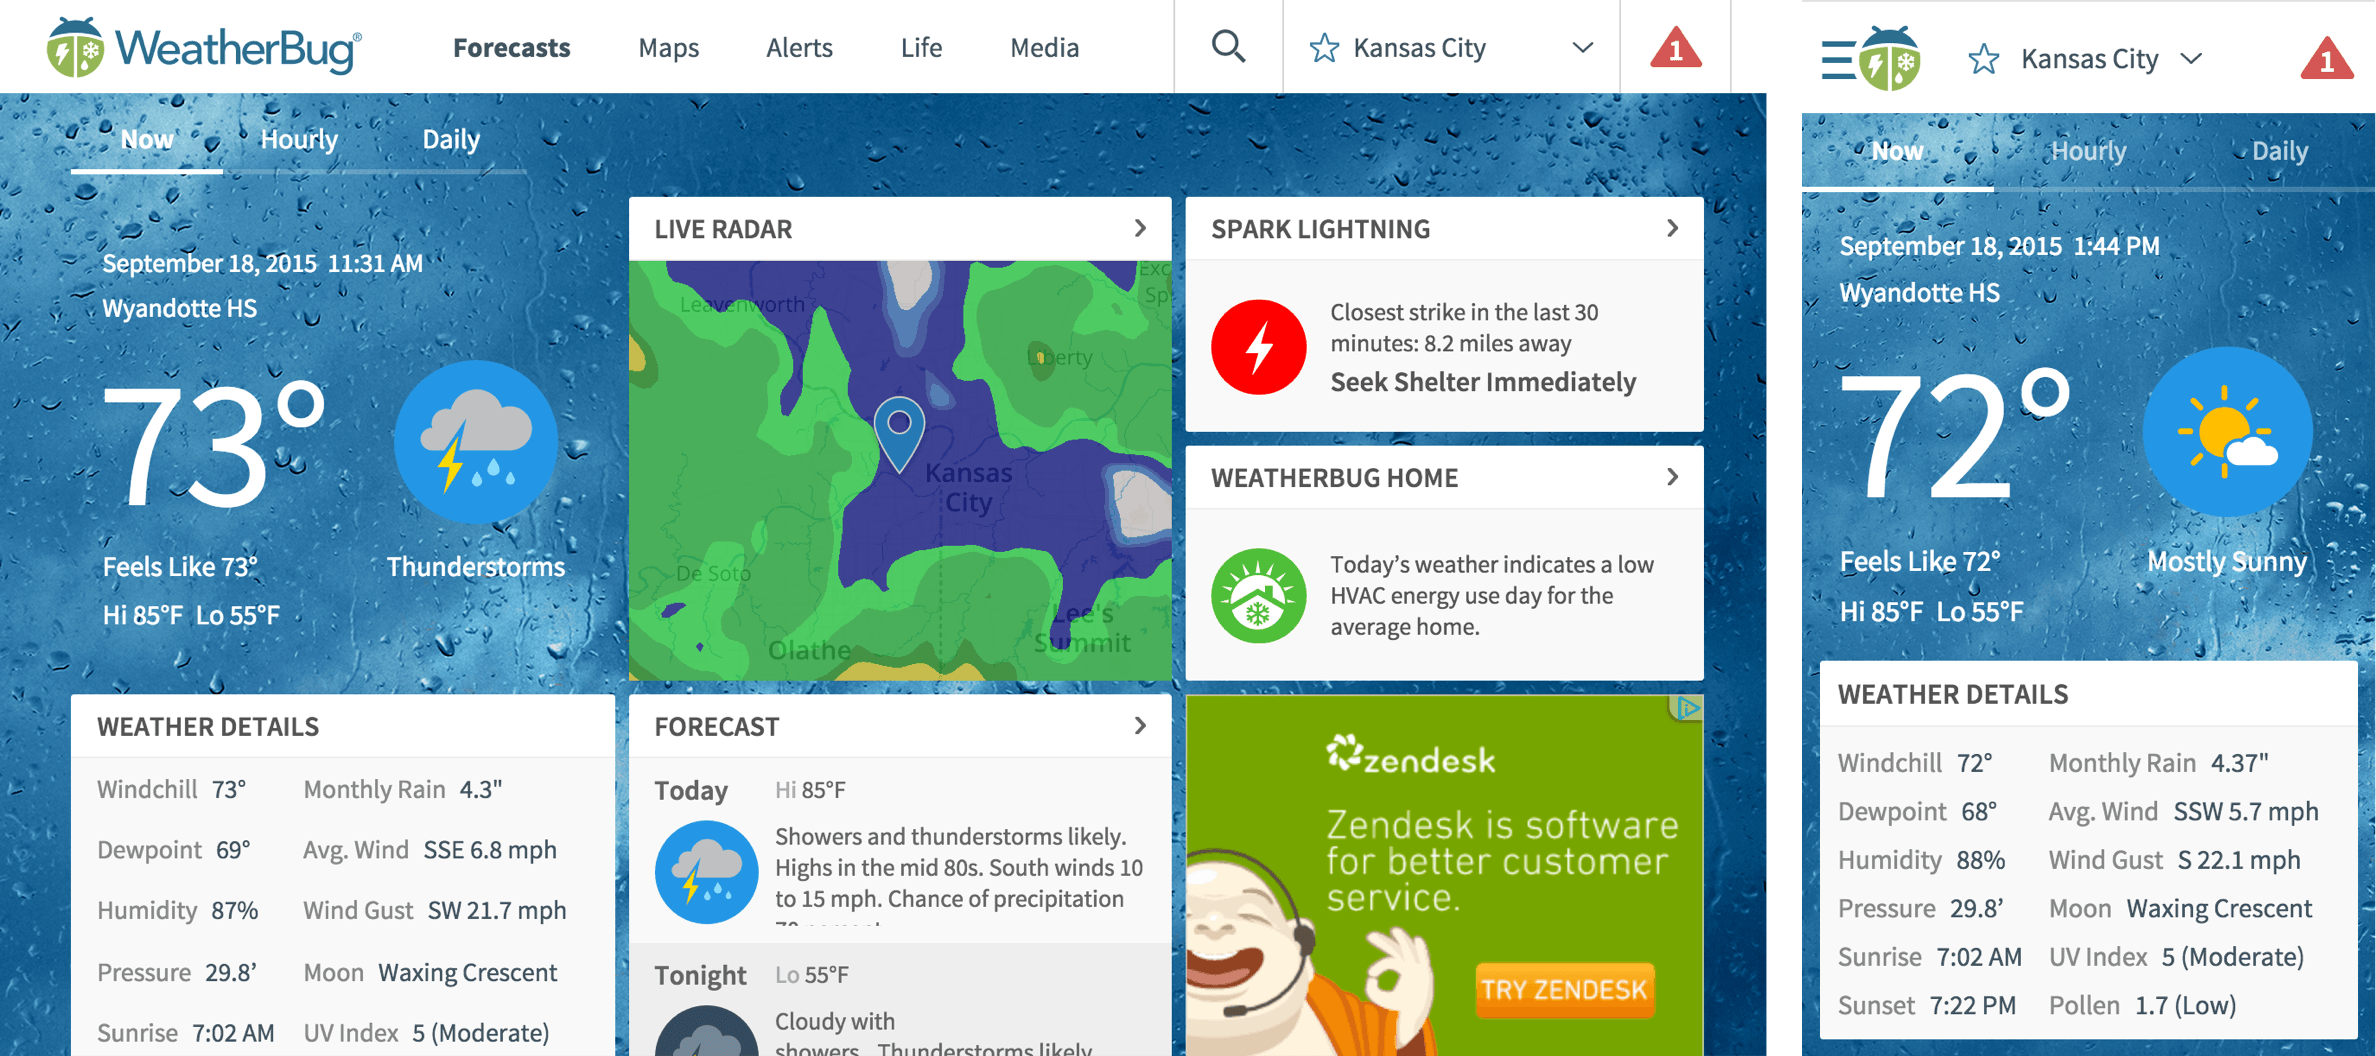 WeatherBug®
Forecasts Maps Alerts Life Media
Kansas City
1
Now Hourly Daily
September 18, 2015 11:31 AM
Wyandotte HS
73°
Feels Like 73°
Hi 85°F Lo 55°F
Thunderstorms
LIVE RADAR
Leavenworth
Exc
Sp
Liberty
Kansas
City
De Soto
Olathe
Lee's
Summit
SPARK LIGHTNING
Closest strike in the last 30
minutes: 8.2 miles away
Seek Shelter Immediately
WEATHERBUG HOME
Today’s weather indicates a low
HVAC energy use day for the
average home.
WEATHER DETAILS
Windchill 73° Monthly Rain 4.3"
Dewpoint 69° Avg. Wind SSE 6.8 mph
Humidity 87% Wind Gust SW 21.7 mph
Pressure 29.8’ Moon Waxing Crescent
Sunrise 7:02 AM UV Index 5 (Moderate)
FORECAST
Today Hi 85°F
Showers and thunderstorms likely.
Highs in the mid 80s. South winds 10
to 15 mph. Chance of precipitation
Tonight Lo 55°F
Cloudy with
showers. Thunderstorms likely
zendesk
Zendesk is software
for better customer
service.
TRY ZENDESK
Kansas City
1
Now Hourly Daily
September 18, 2015 1:44 PM
Wyandotte HS
72°
Feels Like 72°
Hi 85°F Lo 55°F
Mostly Sunny
WEATHER DETAILS
Windchill 72° Monthly Rain 4.37"
Dewpoint 68° Avg. Wind SSW 5.7 mph
Humidity 88% Wind Gust S 22.1 mph
Pressure 29.8’ Moon Waxing Crescent
Sunrise 7:02 AM UV Index 5 (Moderate)
Sunset 7:22 PM Pollen 1.7 (Low)